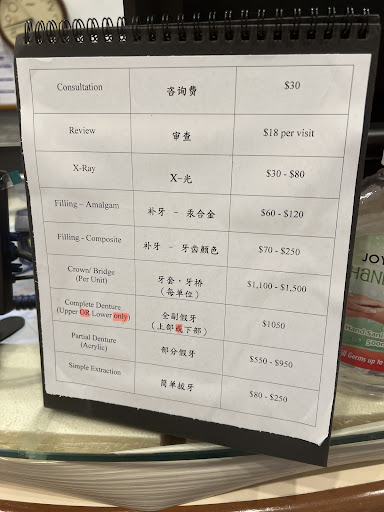 Consultation 咨询费 $30
Review 审查 $18 per visit
X-Ray X-光 $30 - $80
Filling – Amalgam 补牙 - 汞合金 $60 - $120
Filling - Composite 补牙 - 牙齿颜色 $70 - $250
Crown/ Bridge 牙套 · 牙桥 $1,100 - $1,500
(Per Unit) (每单位)
Complete Denture 全副假牙 $1050
(Upper OR Lower only) (上部或下部)
Partial Denture 部分假牙 $550 - $950
(Acrylic)
Simple Extraction 简单拔牙 $80 - $250
JOY
Hand Sani